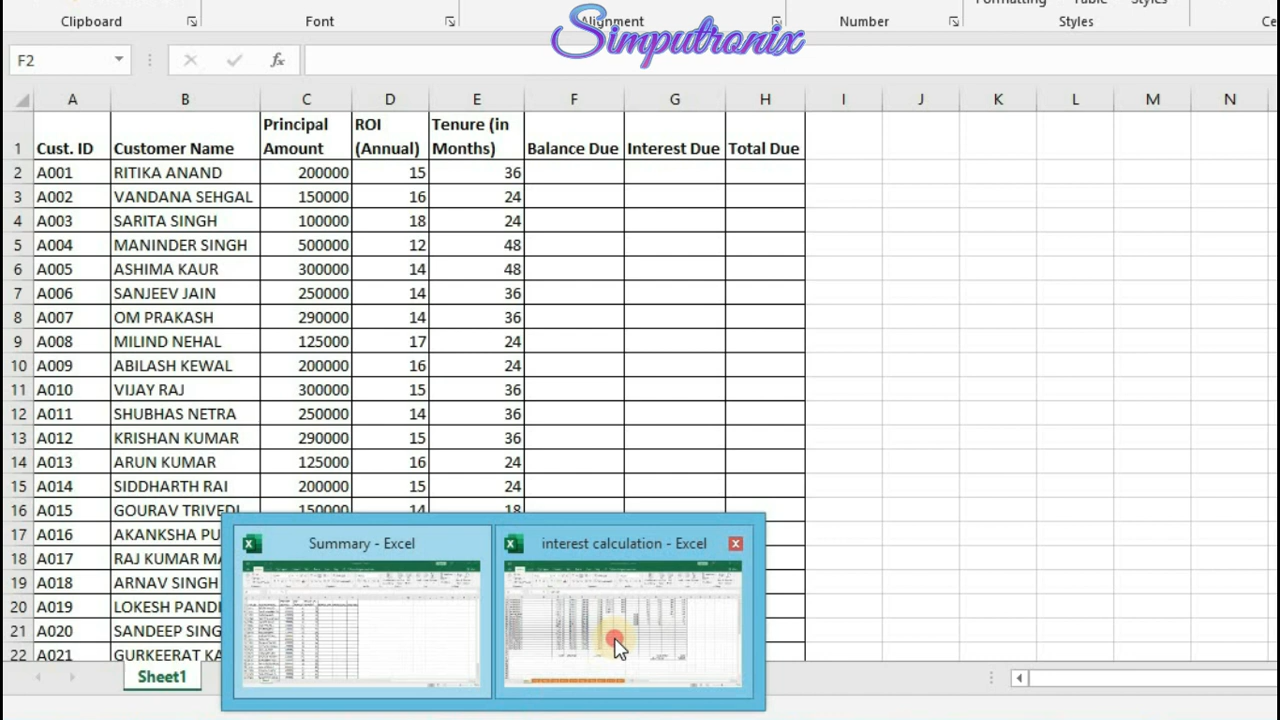 Formatting Table Styles
Clipboard Font Alignment Number Styles Ce
Simputronix
F2 fx
A B C D E F G H I J K L M N
1 Cust. ID Customer Name Principal Amount ROI (Annual) Tenure (in Months) Balance Due Interest Due Total Due
2 A001 RITIKA ANAND 200000 15 36
3 A002 VANDANA SEHGAL 150000 16 24
4 A003 SARITA SINGH 100000 18 24
5 A004 MANINDER SINGH 500000 12 48
6 A005 ASHIMA KAUR 300000 14 48
7 A006 SANJEEV JAIN 250000 14 36
8 A007 OM PRAKASH 290000 14 36
9 A008 MILIND NEHAL 125000 17 24
10 A009 ABILASH KEWAL 200000 16 24
11 A010 VIJAY RAJ 300000 15 36
12 A011 SHUBHAS NETRA 250000 14 36
13 A012 KRISHAN KUMAR 290000 15 36
14 A013 ARUN KUMAR 125000 16 24
15 A014 SIDDHARTH RAI 200000 15 24
16 A015 GOURAV TRIVEDI 150000 14 18
17 A016 AKANKSHA PU
18 A017 RAJ KUMAR MA
19 A018 ARNAV SINGH
20 A019 LOKESH PANDE
21 A020 SANDEEP SING
22 A021 GURKEERAT KA
Summary - Excel interest calculation - Excel
Sheet1